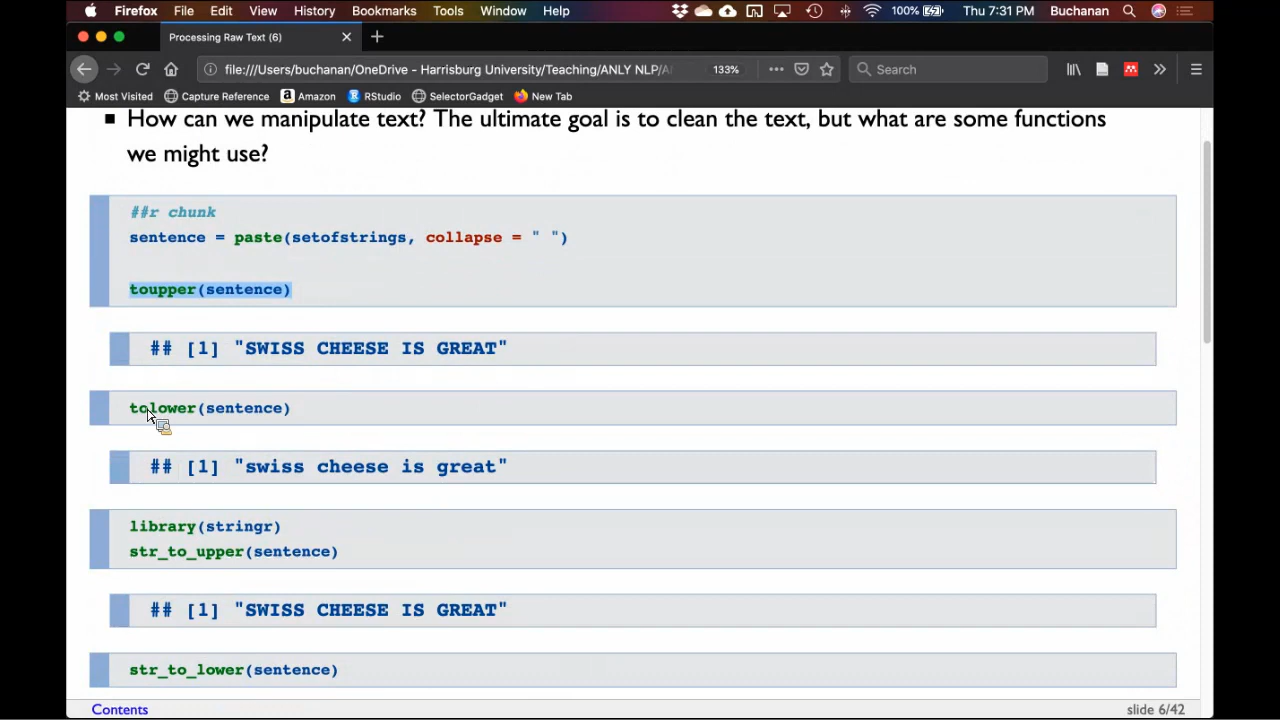 Firefox File Edit View History Bookmarks Tools Window Help 100% Thu 7:31 PM Buchanan
Processing Raw Text (6)
file:///Users/buchanan/OneDrive - Harrisburg University/Teaching/ANLY NLP/A 133% Search
Most Visited Capture Reference Amazon RStudio SelectorGadget New Tab
■ How can we manipulate text? The ultimate goal is to clean the text, but what are some functions
we might use?
##r chunk
sentence = paste(setofstrings, collapse = " ")
toupper(sentence)
## [1] "SWISS CHEESE IS GREAT"
tolower(sentence)
## [1] "swiss cheese is great"
library(stringr)
str_to_upper(sentence)
## [1] "SWISS CHEESE IS GREAT"
str_to_lower(sentence)
Contents slide 6/42